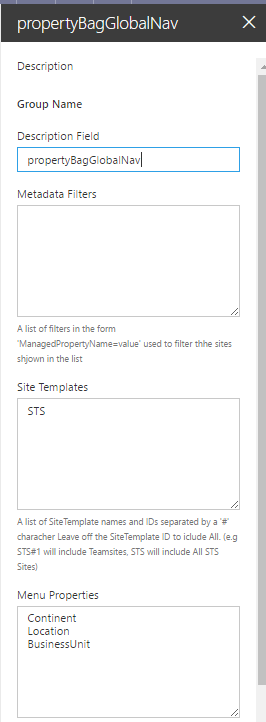 propertyBagGlobalNav
Description
Group Name
Description Field
propertyBagGlobalNav
Metadata Filters
A list of filters in the form
'ManagedPropertyName=value' used to filter thhe sites
shjown in the list
Site Templates
STS
A list of SiteTemplate names and IDs separated by a '#'
characher Leave off the SiteTemplate ID to iclude All. (e.g
STS#1 will include Teamsites, STS will include All STS
Sites)
Menu Properties
Continent
Location
BusinessUnit